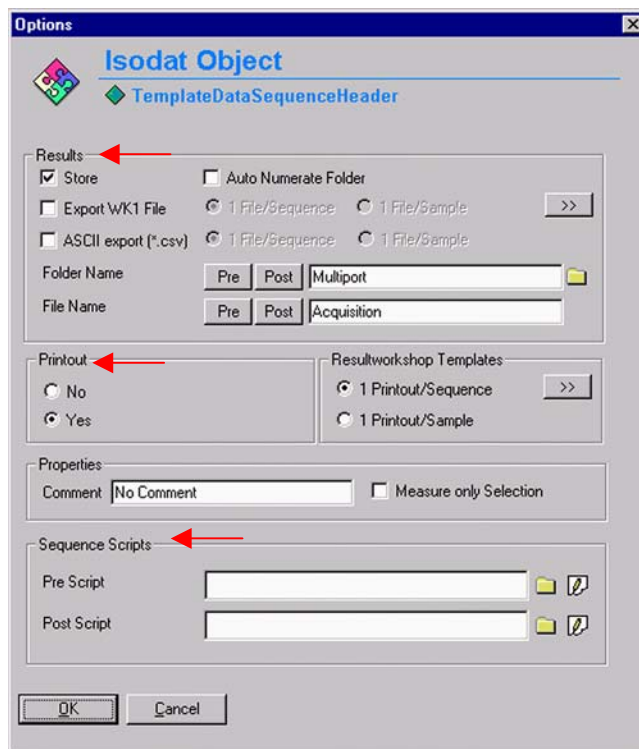 Options
Isodat Object
TemplateDataSequenceHeader
Results
Store Auto Numerate Folder
Export WK1 File 1 File/Sequence 1 File/Sample >>
ASCII export (*.csv) 1 File/Sequence 1 File/Sample
Folder Name Pre Post Multiport
File Name Pre Post Acquisition
Printout Resultworkshop Templates
No 1 Printout/Sequence >>
Yes 1 Printout/Sample
Properties
Comment No Comment Measure only Selection
Sequence Scripts
Pre Script
Post Script
OK Cancel